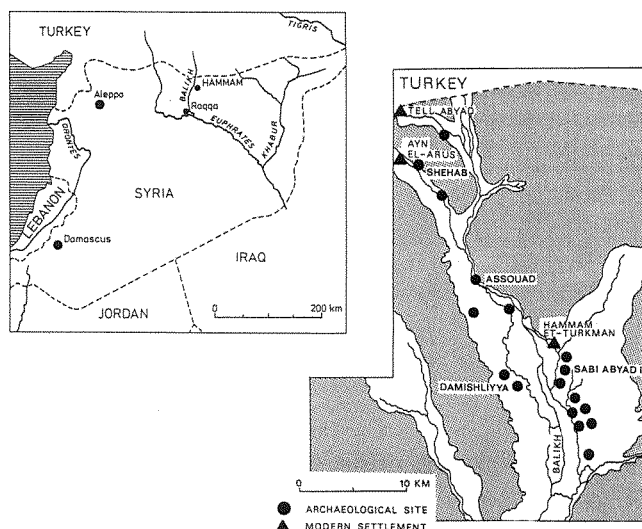 TURKEY
TIGRIS
BALIKH
HAMMAM
Aleppo
Raqqa
EUPHRATES
KHABUR
ORONTES
SYRIA
LEBANON
IRAQ
Damascus
JORDAN
0 200 km
TURKEY
TELL ABYAD
AYN
EL-ARUS
SHEHAB
ASSOUAD
HAMMAM
ET-TURKMAN
SABI ABYAD I
DAMISHLIYYA
BALIKH
0 10 KM
ARCHAEOLOGICAL SITE
MODERN SETTLEMENT